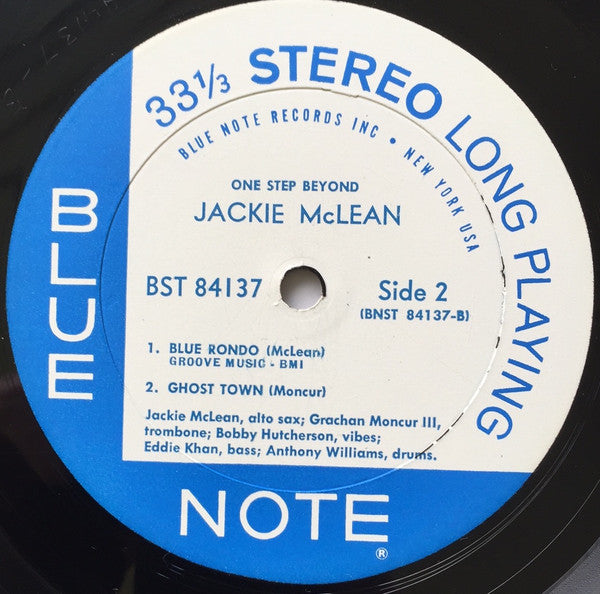 33⅓ STEREO LONG PLAYING
BLUE NOTE RECORDS INC • NEW YORK USA
ONE STEP BEYOND
JACKIE McLEAN
BST 84137
Side 2
(BNST 84137-B)
1. BLUE RONDO (McLean)
GROOVE MUSIC - BMI
2. GHOST TOWN (Moncur)
Jackie McLean, alto sax; Grachan Moncur III,
trombone; Bobby Hutcherson, vibes;
Eddie Khan, bass; Anthony Williams, drums.
BLUE
NOTE
®